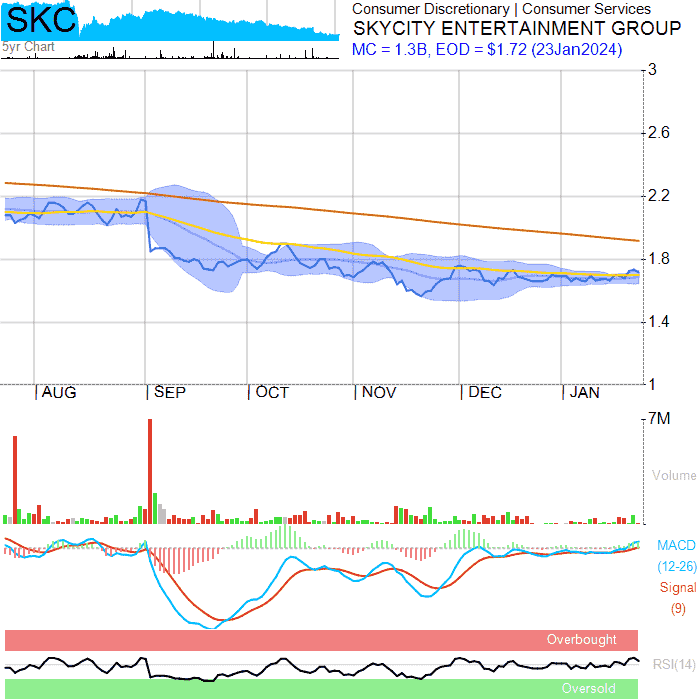 SKC
5yr Chart
Consumer Discretionary | Consumer Services
SKYCITY ENTERTAINMENT GROUP
MC = 1.3B, EOD = $1.72 (23Jan2024)
3
2.6
2.2
1.8
1.4
1
AUG SEP OCT NOV DEC JAN
7M
Volume
MACD
(12-26)
Signal
(9)
Overbought
RSI(14)
Oversold